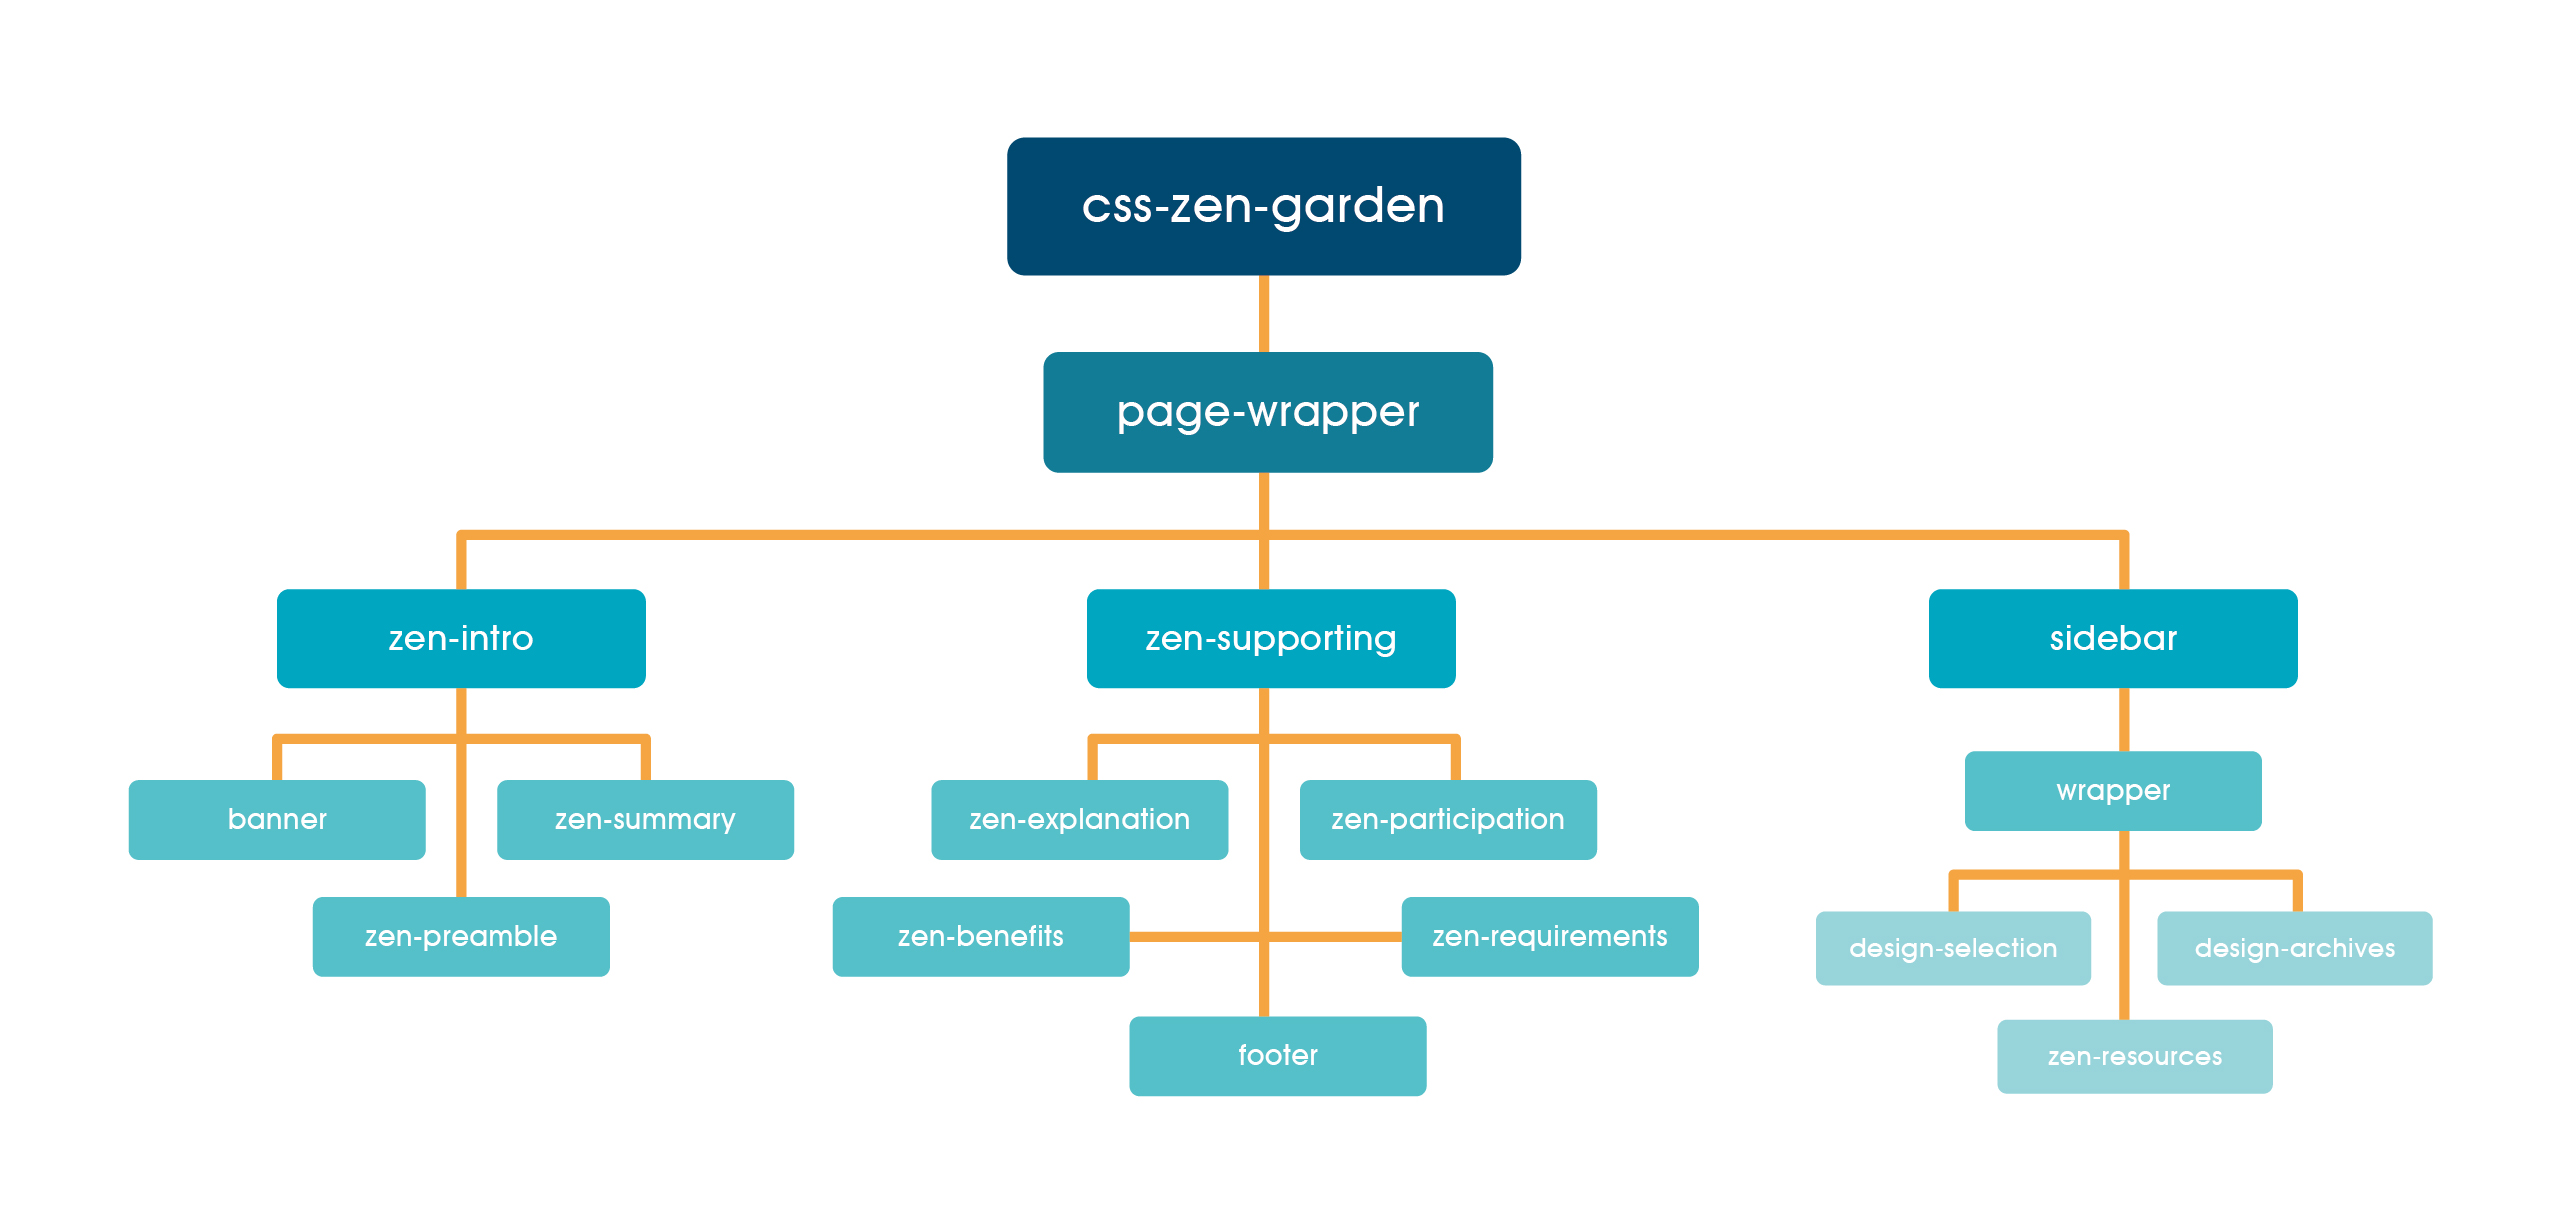 css-zen-garden
page-wrapper
zen-intro
zen-supporting
sidebar
banner
zen-summary
zen-preamble
zen-explanation
zen-participation
zen-benefits
zen-requirements
footer
wrapper
design-selection
design-archives
zen-resources